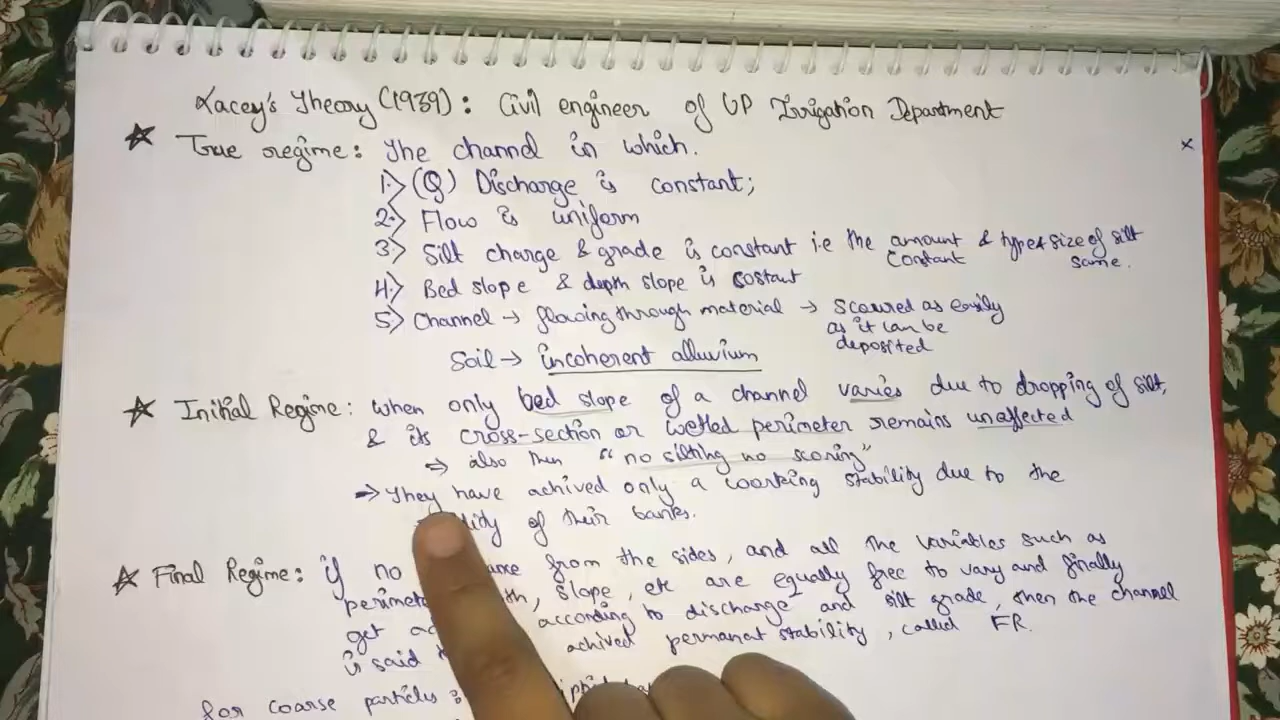 Lacey's Theory (1939): Civil engineer of UP Irrigation Department
True regime: The channel in which.
1.> (Q) Discharge is constant;
2.> Flow is uniform
3.> Silt charge & grade is constant i.e the amount & type & size of silt
constant same.
4.> Bed slope & depth slope is costant
5.> Channel → flowing through material → scoured as easily
as it can be
deposited
Soil → incoherent alluvium
Initial Regime: when only bed slope of a channel varies due to dropping of silt,
& its cross-section or wetted perimeter remains uneffected
⇒ also then "no silting no scoring"
→ They have achived only a working stability due to the
of their banks.
Final Regime: if no from the sides, and all the variables such as
slope, etc are equally free to vary and finally
get according to discharge and silt grade, then the channel
is said achived permanat stability, called FR.
for coarse particles: